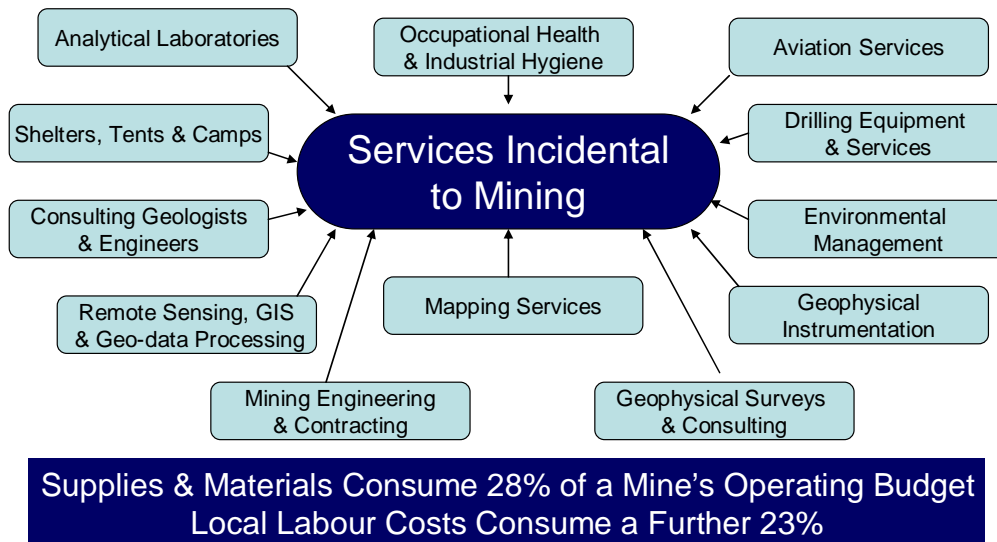 Analytical Laboratories
Occupational Health
& Industrial Hygiene
Aviation Services
Shelters, Tents & Camps
Services Incidental
to Mining
Drilling Equipment
& Services
Consulting Geologists
& Engineers
Environmental
Management
Remote Sensing, GIS
& Geo-data Processing
Mapping Services
Geophysical
Instrumentation
Mining Engineering
& Contracting
Geophysical Surveys
& Consulting
Supplies & Materials Consume 28% of a Mine's Operating Budget
Local Labour Costs Consume a Further 23%